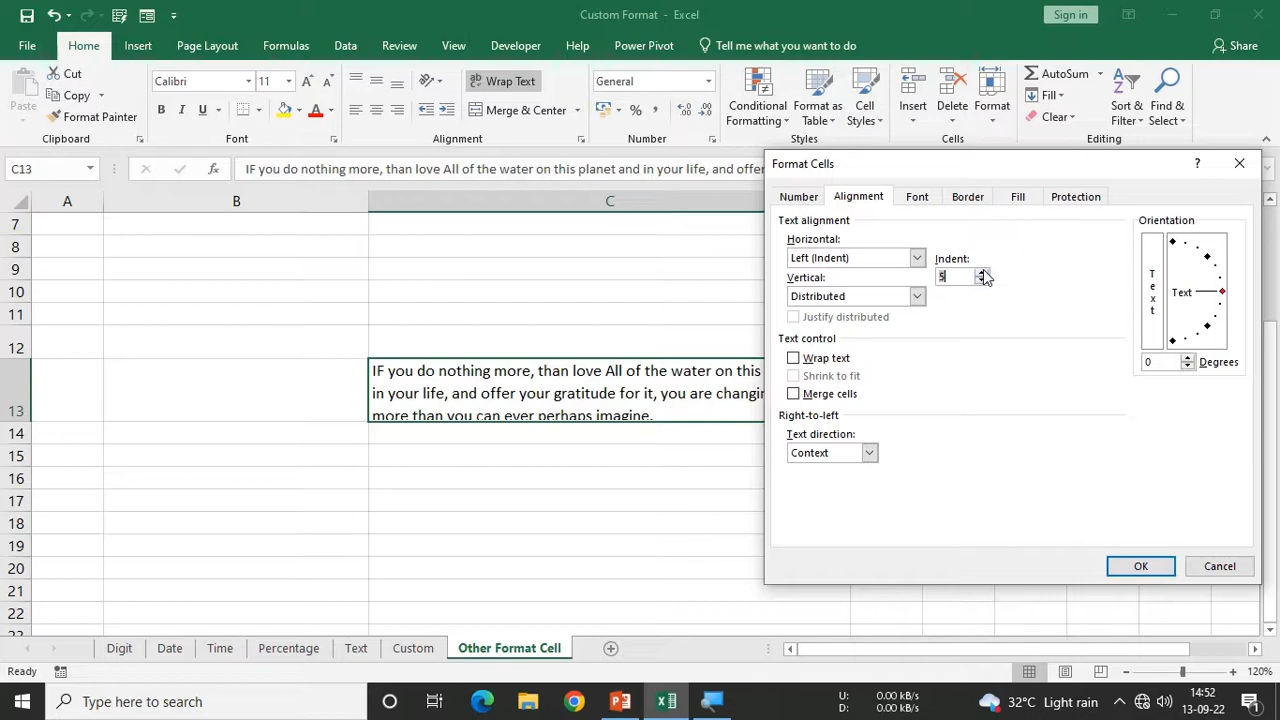 Custom Format - Excel
Sign in
File Home Insert Page Layout Formulas Data Review View Developer Help Power Pivot Tell me what you want to do Share
Paste
Cut
Copy
Format Painter
Clipboard
Calibri 11
B I U
Font
Wrap Text
Merge & Center
Alignment
General
Number
Conditional Formatting
Format as Table
Cell Styles
Styles
Insert
Delete
Format
Cells
AutoSum
Fill
Clear
Sort & Filter
Find & Select
Editing
C13
fx
IF you do nothing more, than love All of the water on this planet and in your life, and offer
A B C
7
8
9
10
11
12
13
14
15
16
17
18
19
20
21
22
IF you do nothing more, than love All of the water on this
in your life, and offer your gratitude for it, you are changi
more than you can ever perhaps imagine.
Format Cells
?
Number Alignment Font Border Fill Protection
Text alignment
Horizontal:
Left (Indent)
Indent:
5
Vertical:
Distributed
Justify distributed
Text control
Wrap text
Shrink to fit
Merge cells
Right-to-left
Text direction:
Context
Orientation
Text
Text
0 Degrees
OK Cancel
Digit Date Time Percentage Text Custom Other Format Cell
Ready
120%
Type here to search
U: 0.00 kB/s
D: 0.00 kB/s
32°C Light rain
14:52
13-09-22
1